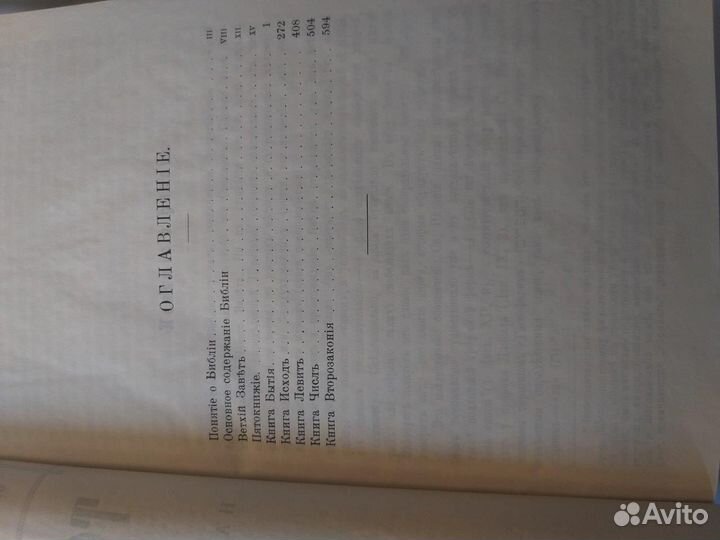 ОГЛАВЛЕНІЕ.
Понятіе о Библіи . . . . . . . . . . . . . . . . . . . . III
Основное содержаніе Библіи . . . . . . . . . . . . . . . . VIII
Ветхій Завѣтъ . . . . . . . . . . . . . . . . . . . . XII
Пятокнижіе . . . . . . . . . . . . . . . . . . . . XV
Книга Бытія . . . . . . . . . . . . . . . . . . . . 1
Книга Исходъ . . . . . . . . . . . . . . . . . . . . 272
Книга Левитъ . . . . . . . . . . . . . . . . . . . . 408
Книга Числъ . . . . . . . . . . . . . . . . . . . . 504
Книга Второзаконія . . . . . . . . . . . . . . . . . . 594
Avito